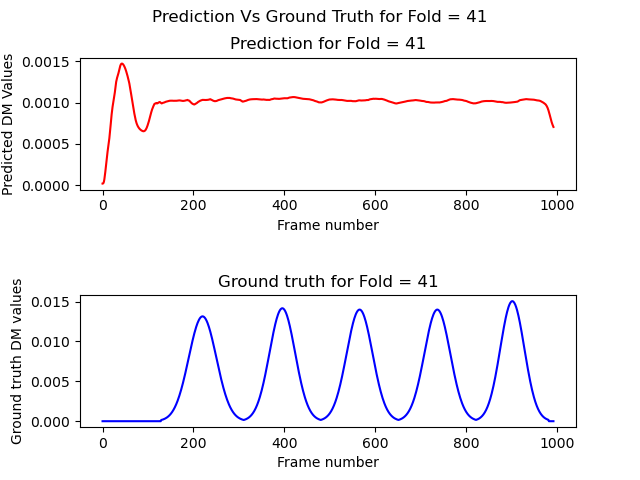 Prediction Vs Ground Truth for Fold = 41
Prediction for Fold = 41
Predicted DM Values
0.0015
0.0010
0.0005
0.0000
0 200 400 600 800 1000
Frame number
Ground truth for Fold = 41
Ground truth DM values
0.015
0.010
0.005
0.000
0 200 400 600 800 1000
Frame number